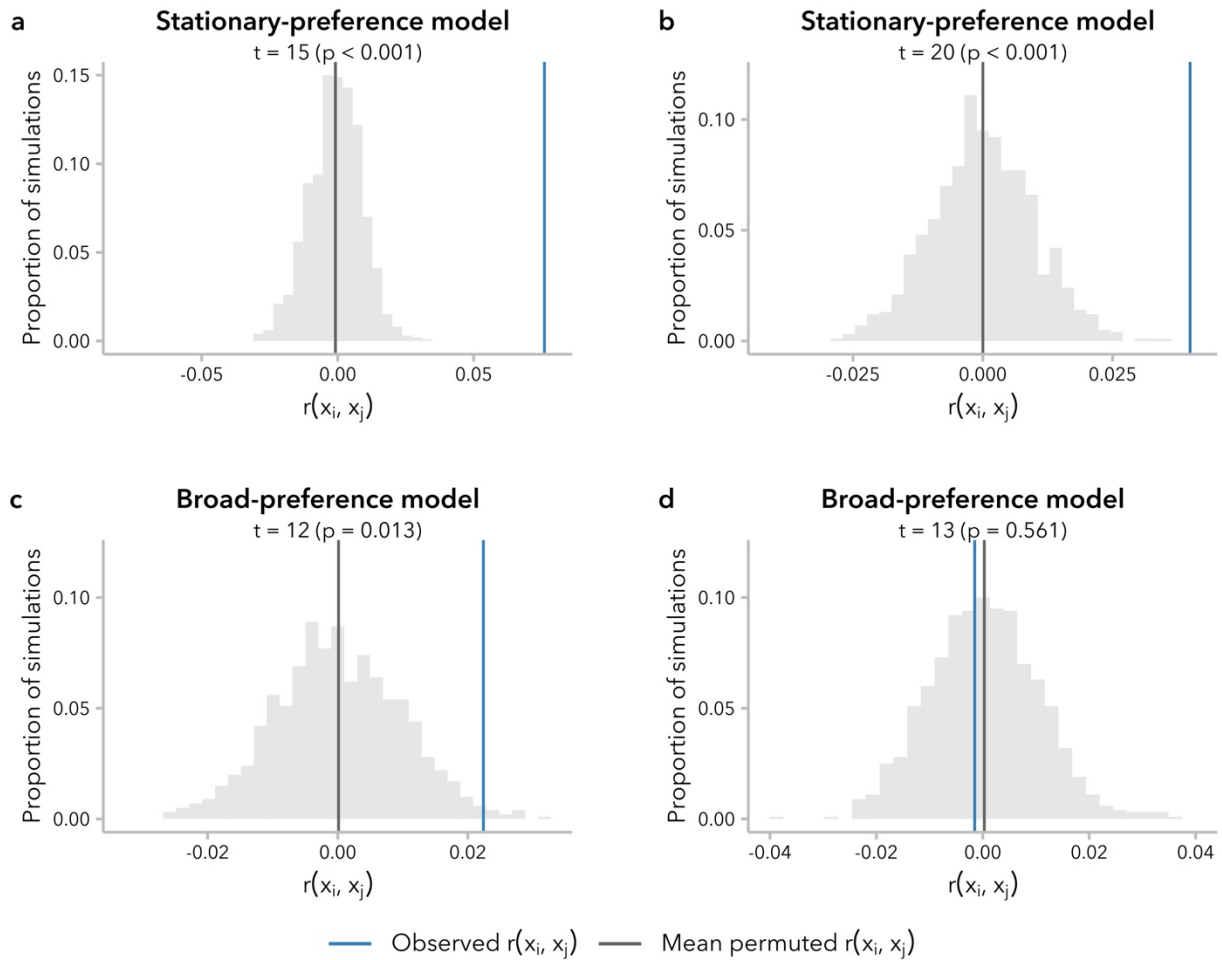 a
Stationary-preference model
t = 15 (p < 0.001)
Proportion of simulations
0.15
0.10
0.05
0.00
-0.05 0.00 0.05
r(xi, xj)
b
Stationary-preference model
t = 20 (p < 0.001)
Proportion of simulations
0.10
0.05
0.00
-0.025 0.000 0.025
r(xi, xj)
c
Broad-preference model
t = 12 (p = 0.013)
Proportion of simulations
0.10
0.05
0.00
-0.02 0.00 0.02
r(xi, xj)
d
Broad-preference model
t = 13 (p = 0.561)
Proportion of simulations
0.10
0.05
0.00
-0.04 -0.02 0.00 0.02 0.04
r(xi, xj)
Observed r(xi, xj) Mean permuted r(xi, xj)